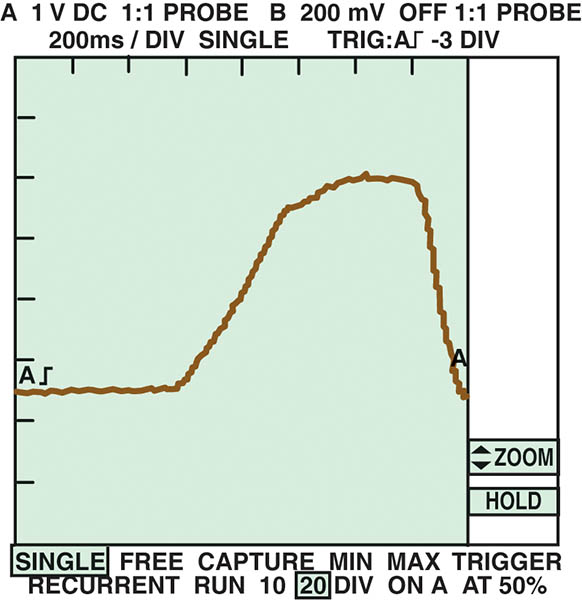 A 1 V DC 1:1 PROBE B 200 mV OFF 1:1 PROBE
200ms / DIV SINGLE TRIG:A -3 DIV
A
A
ZOOM
HOLD
SINGLE FREE CAPTURE MIN MAX TRIGGER
RECURRENT RUN 10 20 DIV ON A AT 50%